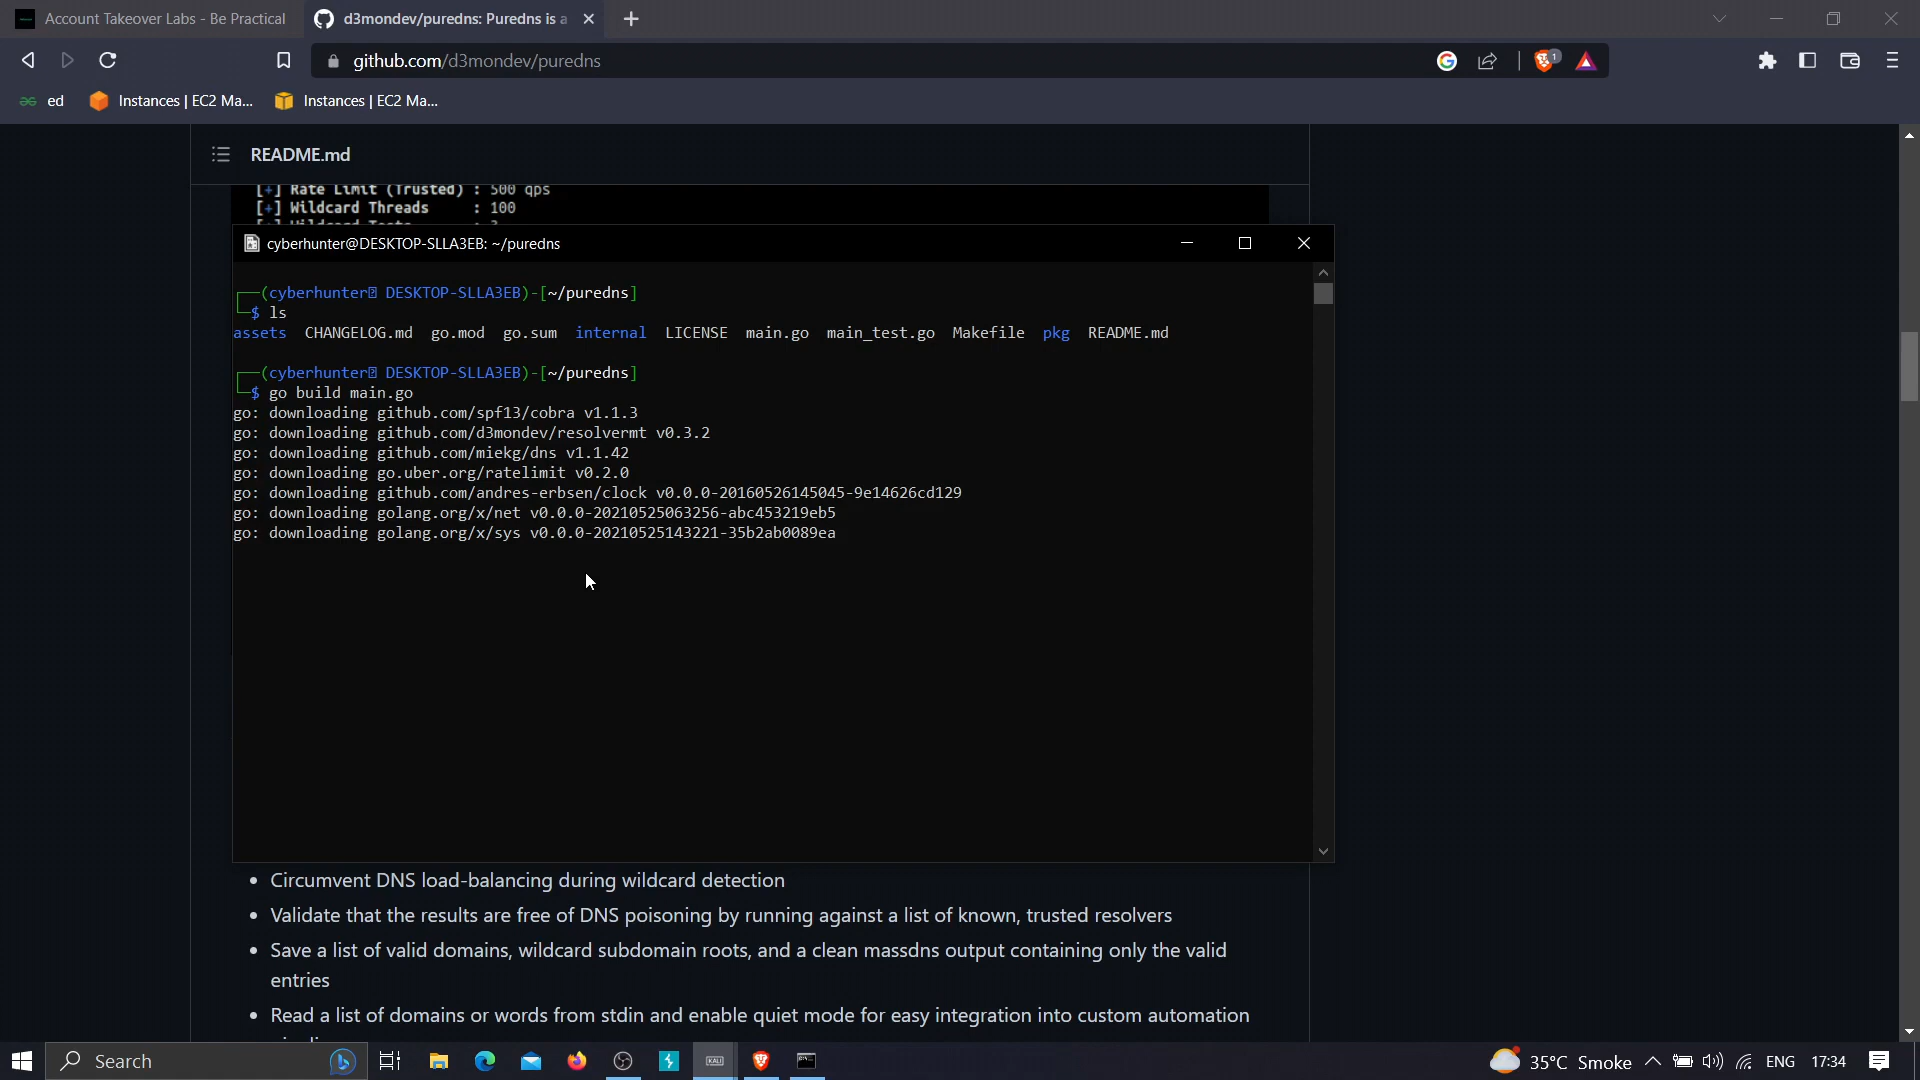 Account Takeover Labs - Be Practical
d3mondev/puredns: Puredns is a
github.com/d3mondev/puredns
1
ed
Instances | EC2 Ma...
Instances | EC2 Ma...
README.md
[+] Rate Limit (Trusted) : 500 qps
[+] Wildcard Threads : 100
cyberhunter@DESKTOP-SLLA3EB: ~/puredns
┌──(cyberhunter⍰ DESKTOP-SLLA3EB)-[~/puredns]
└─$ ls
assets CHANGELOG.md go.mod go.sum internal LICENSE main.go main_test.go Makefile pkg README.md
┌──(cyberhunter⍰ DESKTOP-SLLA3EB)-[~/puredns]
└─$ go build main.go
go: downloading github.com/spf13/cobra v1.1.3
go: downloading github.com/d3mondev/resolvermt v0.3.2
go: downloading github.com/miekg/dns v1.1.42
go: downloading go.uber.org/ratelimit v0.2.0
go: downloading github.com/andres-erbsen/clock v0.0.0-20160526145045-9e14626cd129
go: downloading golang.org/x/net v0.0.0-20210525063256-abc453219eb5
go: downloading golang.org/x/sys v0.0.0-20210525143221-35b2ab0089ea
• Circumvent DNS load-balancing during wildcard detection
• Validate that the results are free of DNS poisoning by running against a list of known, trusted resolvers
• Save a list of valid domains, wildcard subdomain roots, and a clean massdns output containing only the valid
entries
• Read a list of domains or words from stdin and enable quiet mode for easy integration into custom automation
Search
KALI
35°C Smoke
ENG
17:34